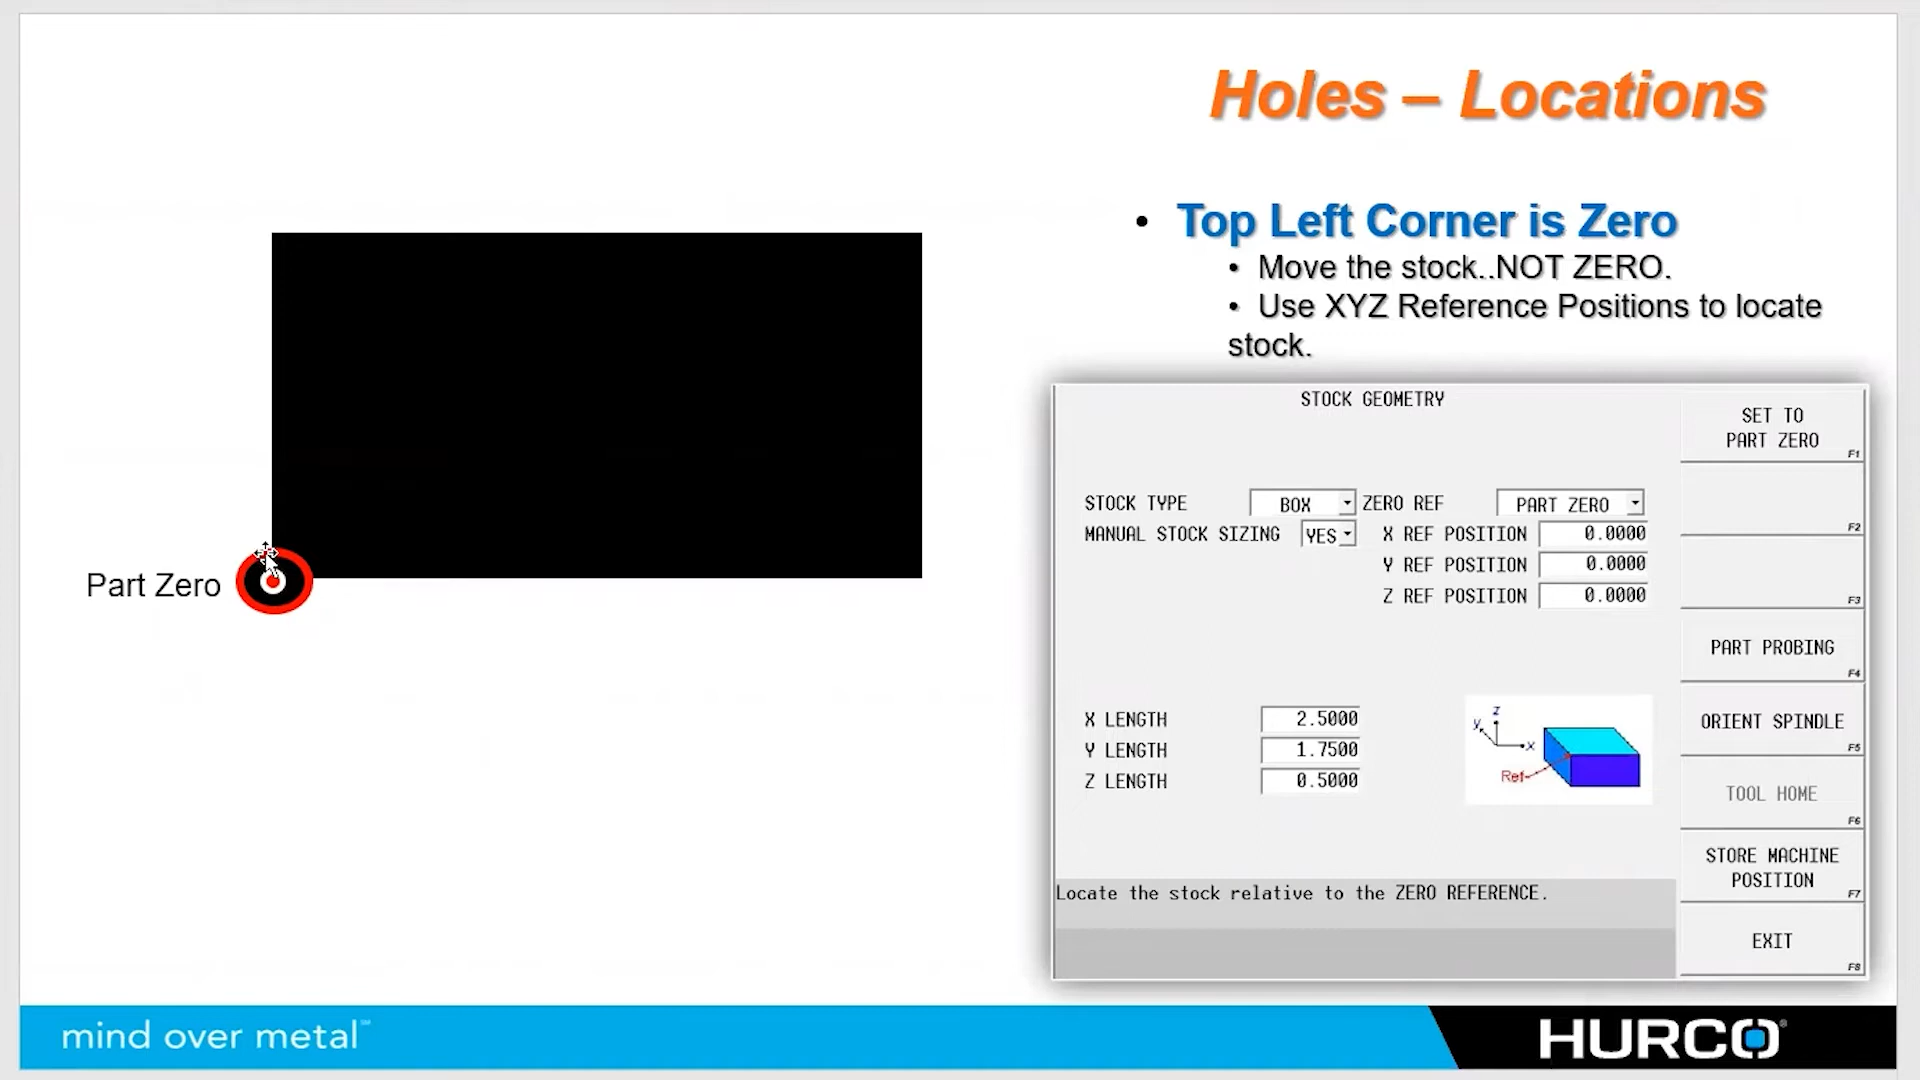 Holes – Locations
• Top Left Corner is Zero
• Move the stock..NOT ZERO.
• Use XYZ Reference Positions to locate
stock.
Part Zero
STOCK GEOMETRY
STOCK TYPE BOX ZERO REF PART ZERO
MANUAL STOCK SIZING YES X REF POSITION 0.0000
Y REF POSITION 0.0000
Z REF POSITION 0.0000
X LENGTH 2.5000
Y LENGTH 1.7500
Z LENGTH 0.5000
Z
Y
X
Ref
Locate the stock relative to the ZERO REFERENCE.
SET TO
PART ZERO
F1
F2
F3
PART PROBING
F4
ORIENT SPINDLE
F5
TOOL HOME
F6
STORE MACHINE
POSITION
F7
EXIT
F8
mind over metal™
HURCO®